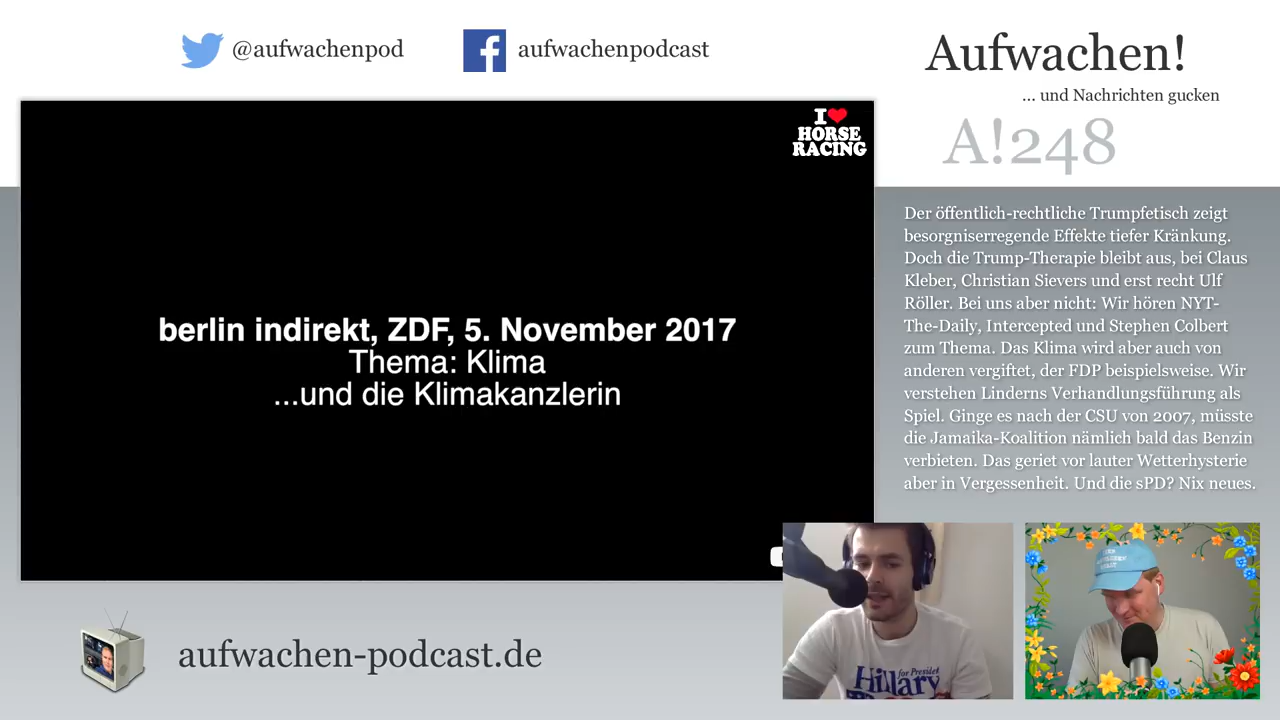 @aufwachenpod
aufwachenpodcast
Aufwachen!
... und Nachrichten gucken
A!248
I
HORSE
RACING
berlin indirekt, ZDF, 5. November 2017
Thema: Klima
...und die Klimakanzlerin
Der öffentlich-rechtliche Trumpfetisch zeigt
besorgniserregende Effekte tiefer Kränkung.
Doch die Trump-Therapie bleibt aus, bei Claus
Kleber, Christian Sievers und erst recht Ulf
Röller. Bei uns aber nicht: Wir hören NYT-
The-Daily, Intercepted und Stephen Colbert
zum Thema. Das Klima wird aber auch von
anderen vergiftet, der FDP beispielsweise. Wir
verstehen Linderns Verhandlungsführung als
Spiel. Ginge es nach der CSU von 2007, müsste
die Jamaika-Koalition nämlich bald das Benzin
verbieten. Das geriet vor lauter Wetterhysterie
aber in Vergessenheit. Und die sPD? Nix neues.
for Presiden
Hillary
aufwachen-podcast.de